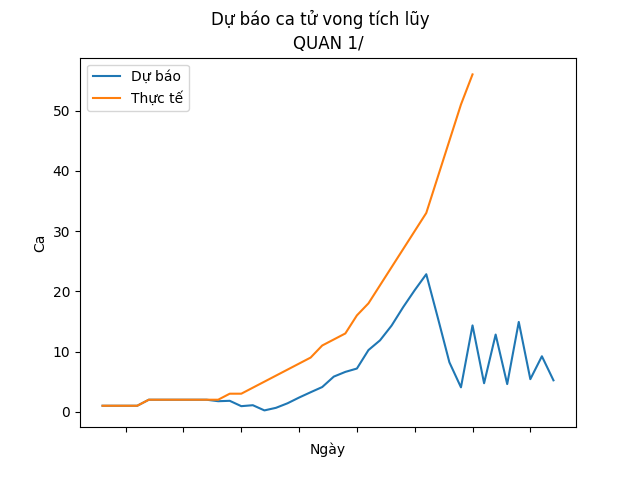 Dự báo ca tử vong tích lũy
QUAN 1/
Dự báo
Thực tế
50
40
30
20
10
0
Ca
Ngày